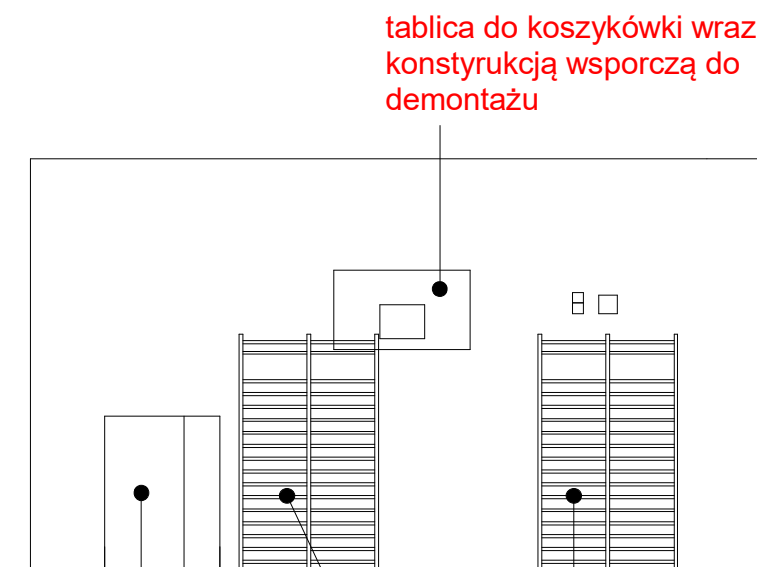 tablica do koszykówki wraz
konstyrukcją wsporczą do
demontażu